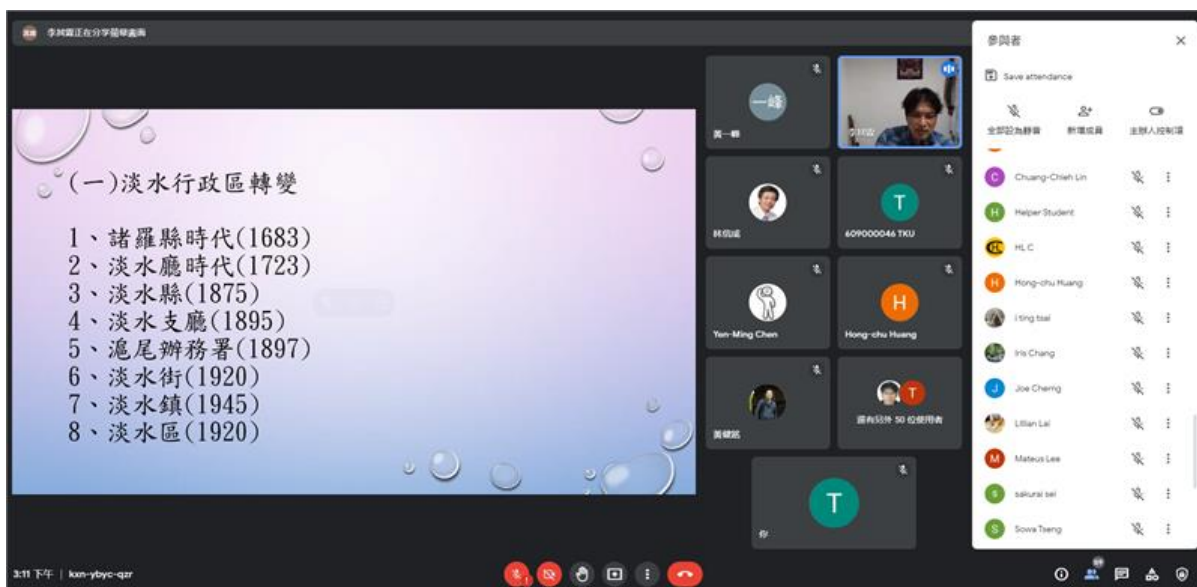 李其霖正在分享螢幕畫面
(一)淡水行政區轉變
1、諸羅縣時代(1683)
2、淡水廳時代(1723)
3、淡水縣(1875)
4、淡水支廳(1895)
5、滬尾辦務署(1897)
6、淡水街(1920)
7、淡水鎮(1945)
8、淡水區(1920)
一峰
黃一峰
李其霖
林信成
T
609000046 TKU
Yen-Ming Chen
H
Hong-chu Huang
T
還有另外 50 位使用者
T
你
參與者
Save attendance
全部設為靜音
新增成員
主辦人控制項
C
Chuang-Chieh Lin
H
Helper Student
HL C
H
Hong-chu Huang
i ting tsai
Iris Chang
J
Joe Cherng
Lillian Lai
M
Mateus Lee
s
sakurai sei
S
Sowa Tseng
3:11 下午 | kxn-ybyc-qzr